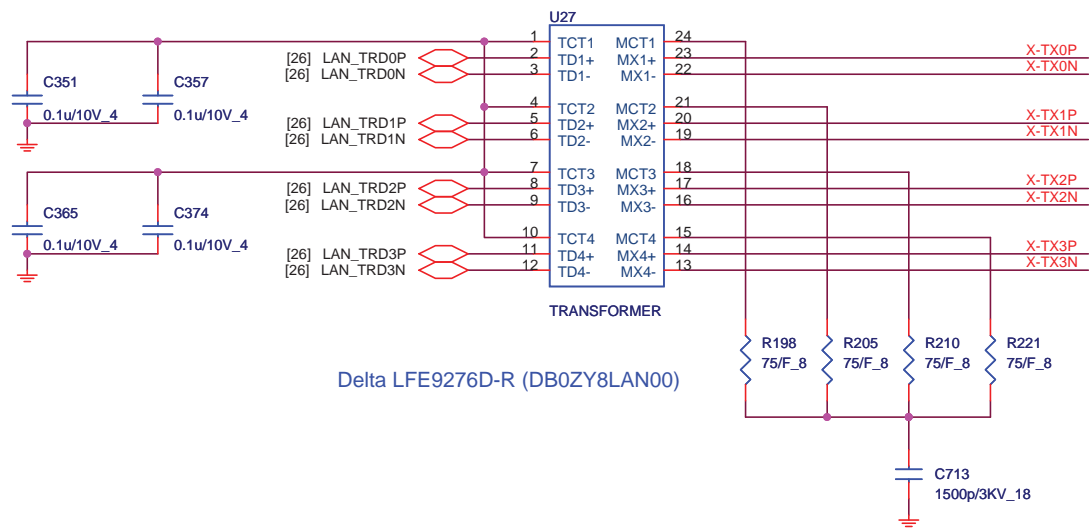 U27
1 TCT1 MCT1 24
[26] LAN_TRD0P 2 TD1+ MX1+ 23 X-TX0P
[26] LAN_TRD0N 3 TD1- MX1- 22 X-TX0N
C351 C357
0.1u/10V_4 0.1u/10V_4
4 TCT2 MCT2 21
[26] LAN_TRD1P 5 TD2+ MX2+ 20 X-TX1P
[26] LAN_TRD1N 6 TD2- MX2- 19 X-TX1N
7 TCT3 MCT3 18
[26] LAN_TRD2P 8 TD3+ MX3+ 17 X-TX2P
[26] LAN_TRD2N 9 TD3- MX3- 16 X-TX2N
C365 C374
0.1u/10V_4 0.1u/10V_4
10 TCT4 MCT4 15
[26] LAN_TRD3P 11 TD4+ MX4+ 14 X-TX3P
[26] LAN_TRD3N 12 TD4- MX4- 13 X-TX3N
TRANSFORMER
R198 R205 R210 R221
75/F_8 75/F_8 75/F_8 75/F_8
Delta LFE9276D-R (DB0ZY8LAN00)
C713
1500p/3KV_18